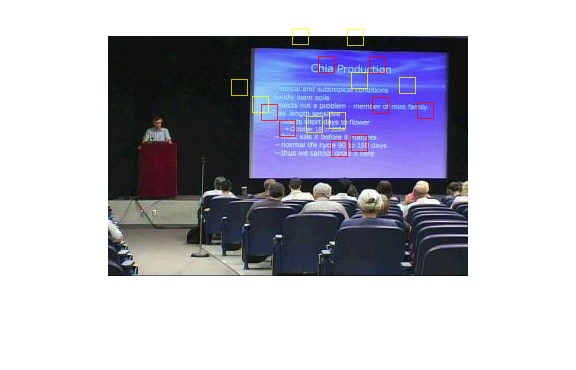 Chia Production
Tropical and subtropical conditions
Sandy loam soils
Insects not a problem - member of mint family
Day length sensitive
– needs short days to flower
October 18
– frost kills it before it matures
– normal life cycle 90 to 150 days
– thus we cannot grow it here